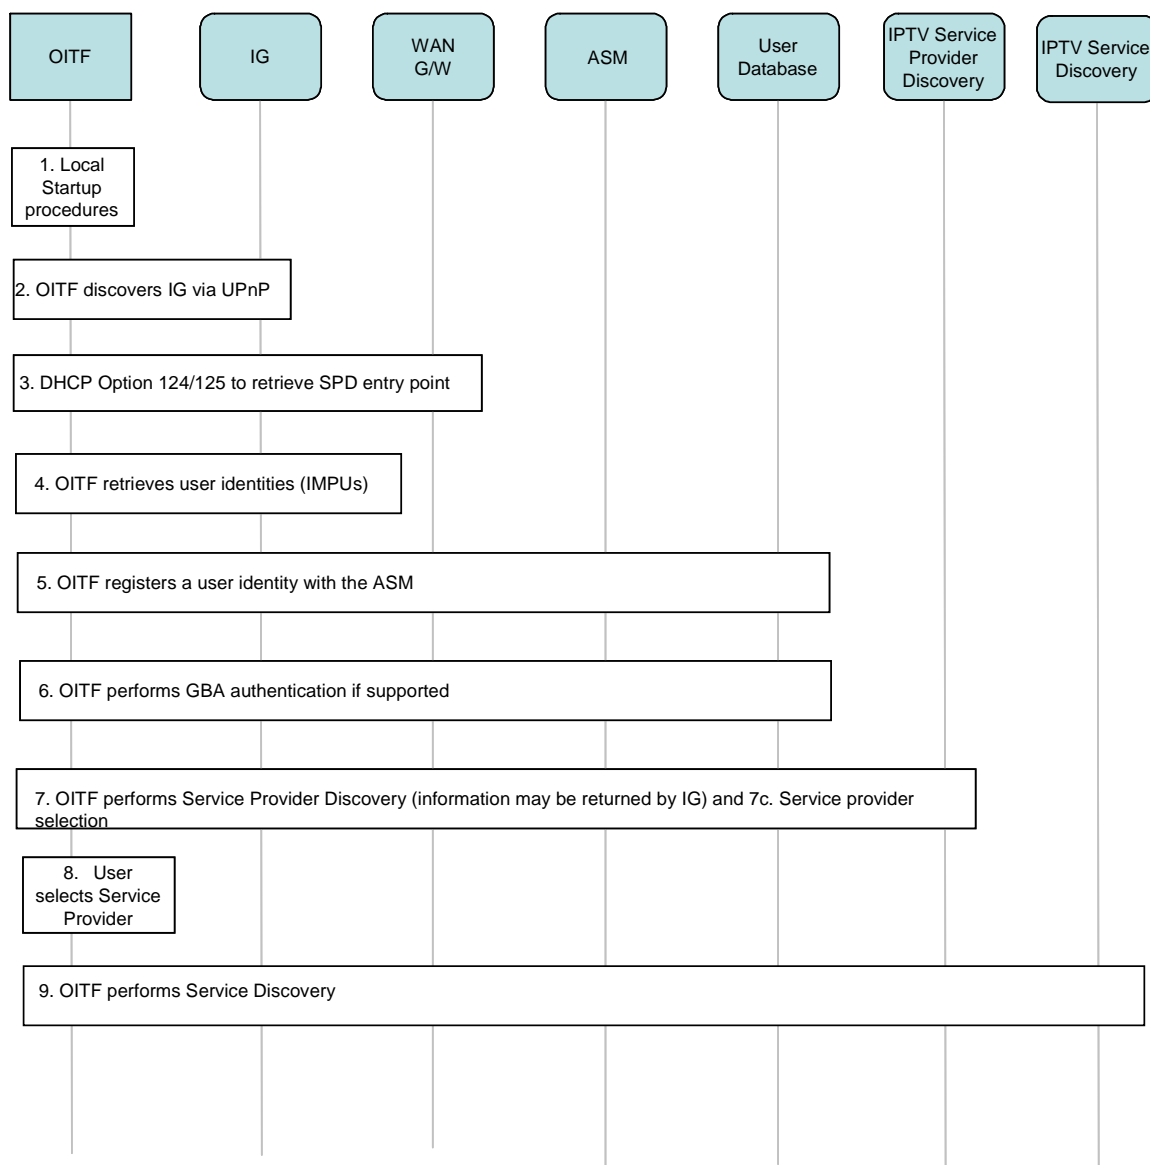 OITF
IG
WAN
G/W
ASM
User
Database
IPTV Service
Provider
Discovery
IPTV Service
Discovery
1. Local
Startup
procedures
2. OITF discovers IG via UPnP
3. DHCP Option 124/125 to retrieve SPD entry point
4. OITF retrieves user identities (IMPUs)
5. OITF registers a user identity with the ASM
6. OITF performs GBA authentication if supported
7. OITF performs Service Provider Discovery (information may be returned by IG) and 7c. Service provider
selection
8. User
selects Service
Provider
9. OITF performs Service Discovery